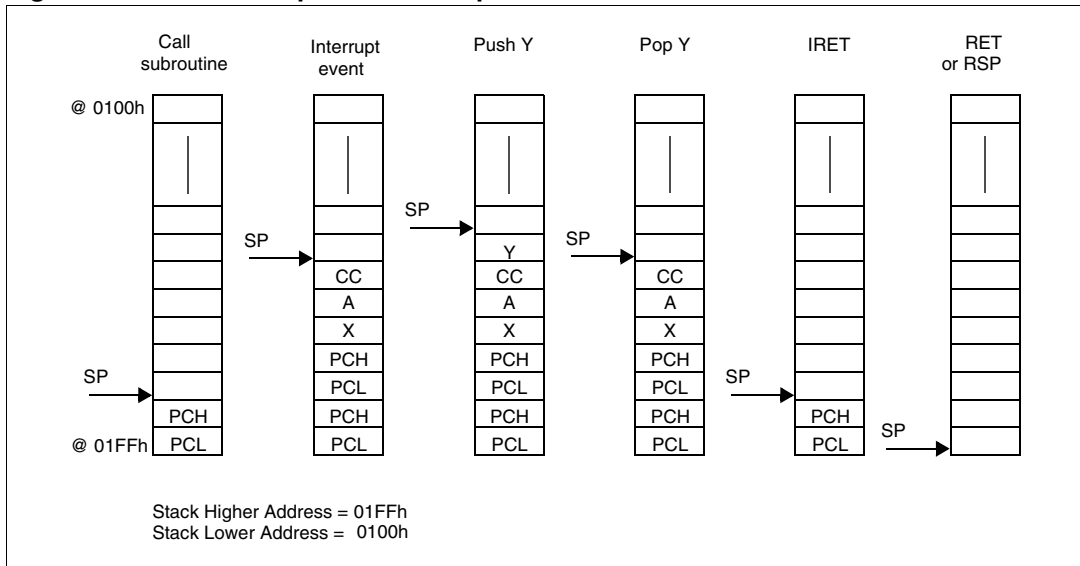 Call
subroutine
Interrupt
event
Push Y
Pop Y
IRET
RET
or RSP
@ 0100h
SP
SP
SP
Y
CC
CC
CC
A
A
A
X
X
X
SP
PCH
PCH
PCH
SP
PCL
PCL
PCL
PCH
PCH
PCH
PCH
PCH
SP
@ 01FFh
PCL
PCL
PCL
PCL
PCL
Stack Higher Address = 01FFh
Stack Lower Address = 0100h